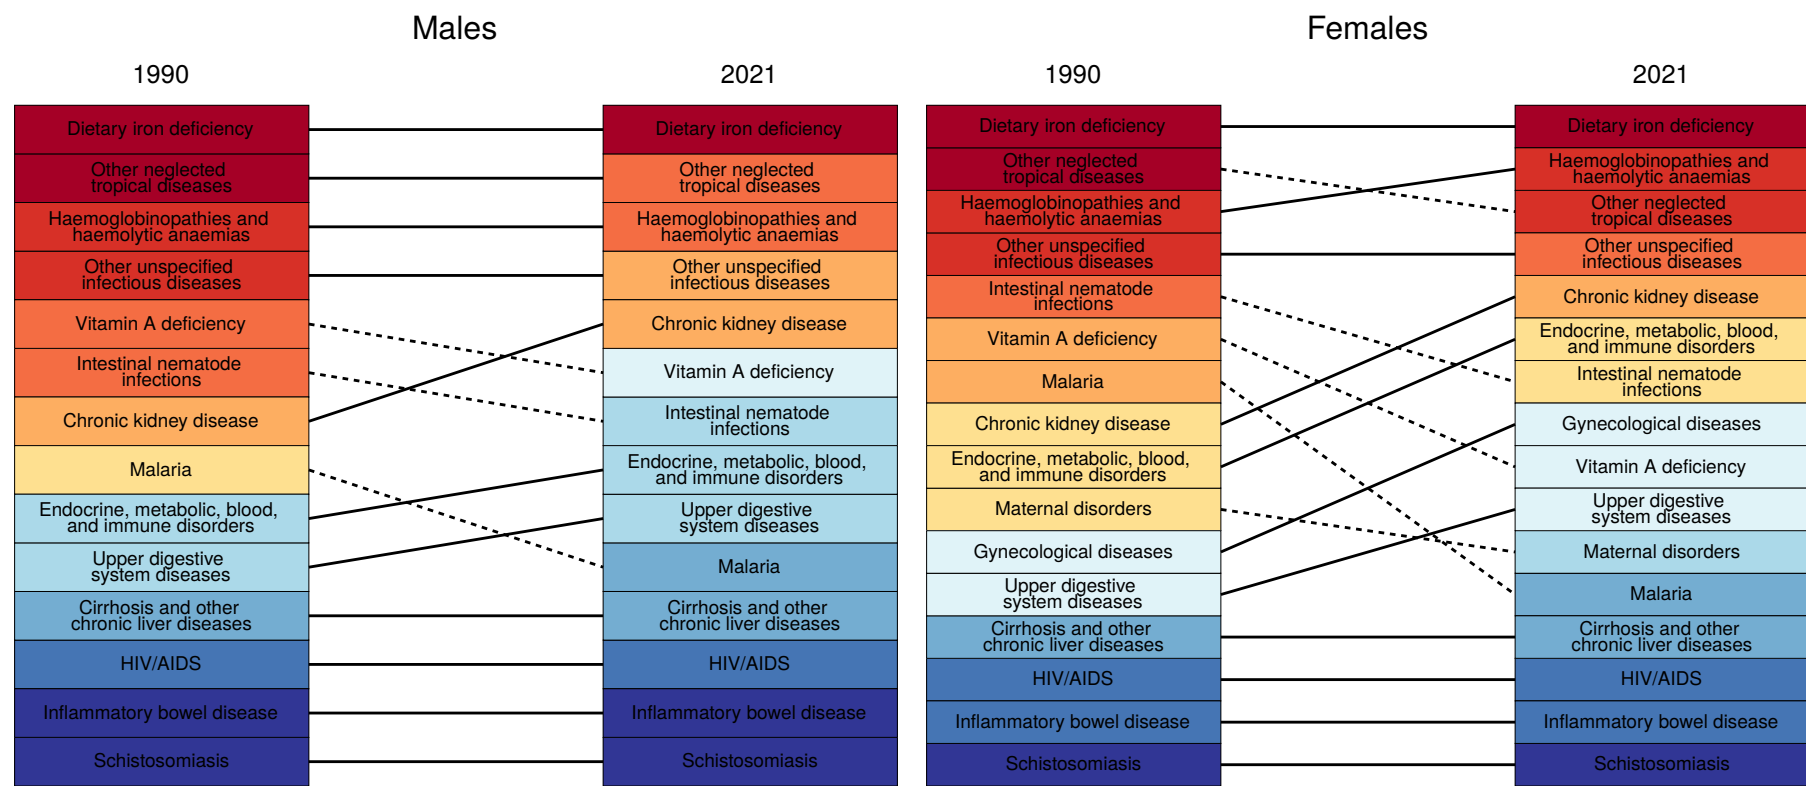 Males
1990
2021
Dietary iron deficiency
Other neglected
tropical diseases
Haemoglobinopathies and
haemolytic anaemias
Other unspecified
infectious diseases
Vitamin A deficiency
Intestinal nematode
infections
Chronic kidney disease
Malaria
Endocrine, metabolic, blood,
and immune disorders
Upper digestive
system diseases
Cirrhosis and other
chronic liver diseases
HIV/AIDS
Inflammatory bowel disease
Schistosomiasis
Dietary iron deficiency
Other neglected
tropical diseases
Haemoglobinopathies and
haemolytic anaemias
Other unspecified
infectious diseases
Chronic kidney disease
Vitamin A deficiency
Intestinal nematode
infections
Endocrine, metabolic, blood,
and immune disorders
Upper digestive
system diseases
Malaria
Cirrhosis and other
chronic liver diseases
HIV/AIDS
Inflammatory bowel disease
Schistosomiasis
Females
1990
2021
Dietary iron deficiency
Other neglected
tropical diseases
Haemoglobinopathies and
haemolytic anaemias
Other unspecified
infectious diseases
Intestinal nematode
infections
Vitamin A deficiency
Malaria
Chronic kidney disease
Endocrine, metabolic, blood,
and immune disorders
Maternal disorders
Gynecological diseases
Upper digestive
system diseases
Cirrhosis and other
chronic liver diseases
HIV/AIDS
Inflammatory bowel disease
Schistosomiasis
Dietary iron deficiency
Haemoglobinopathies and
haemolytic anaemias
Other neglected
tropical diseases
Other unspecified
infectious diseases
Chronic kidney disease
Endocrine, metabolic, blood,
and immune disorders
Intestinal nematode
infections
Gynecological diseases
Vitamin A deficiency
Upper digestive
system diseases
Maternal disorders
Malaria
Cirrhosis and other
chronic liver diseases
HIV/AIDS
Inflammatory bowel disease
Schistosomiasis